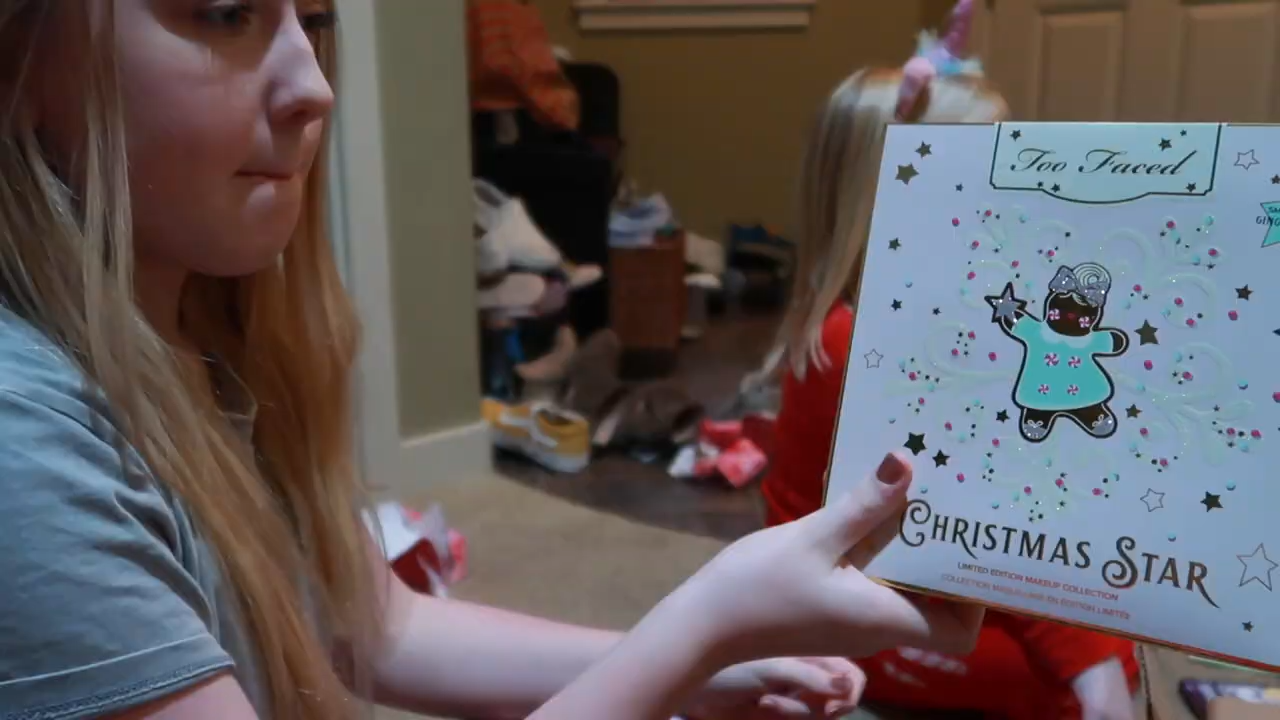 Too Faced
CHRISTMAS STAR
LIMITED EDITION MAKEUP COLLECTION
COLLECTION MAQUILLAGE EN ÉDITION LIMITÉE